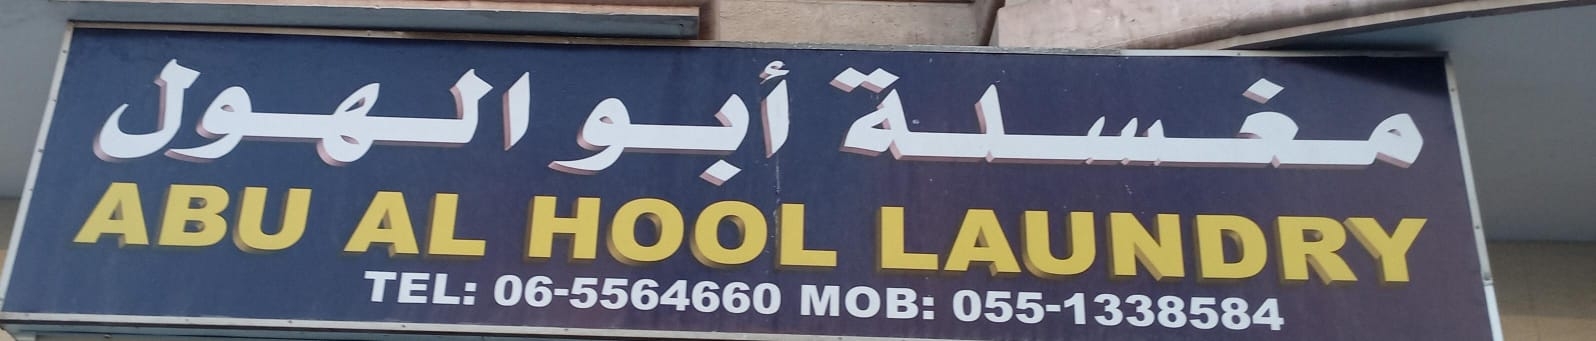 مغسلة أبو الهول
ABU AL HOOL LAUNDRY
TEL: 06-5564660 MOB: 055-1338584